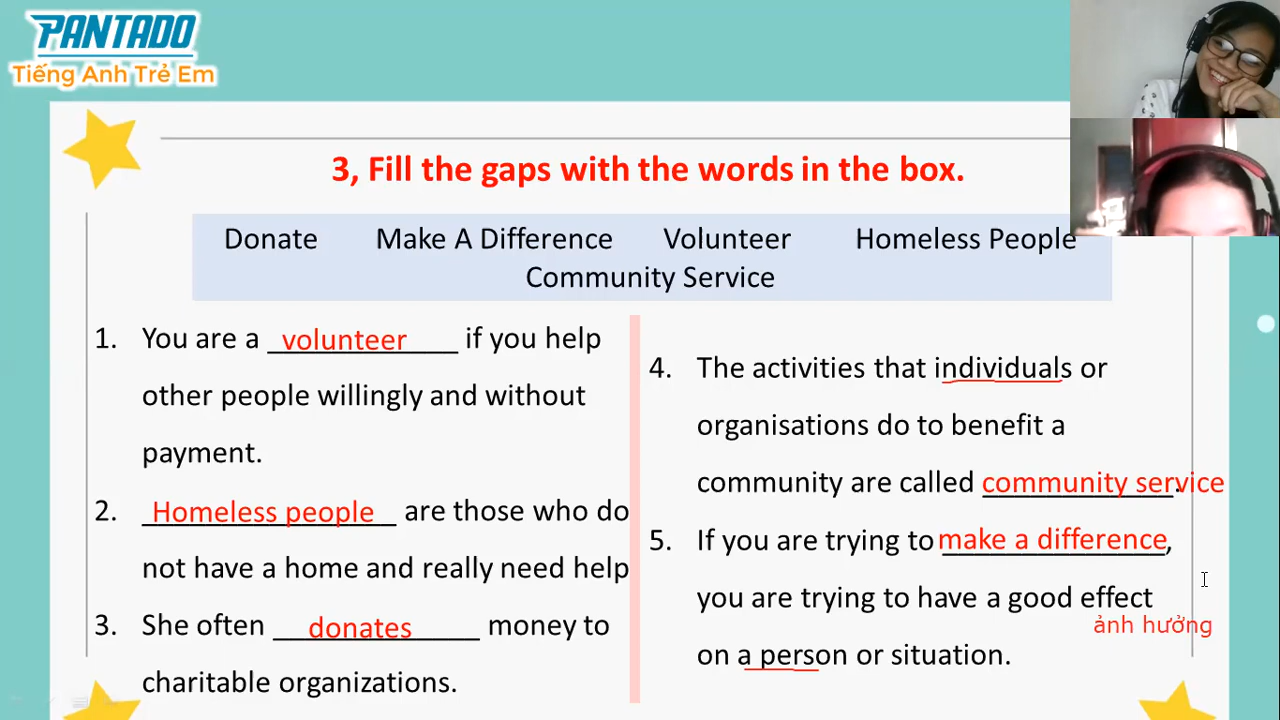 PANTADO
Tiếng Anh Trẻ Em
3, Fill the gaps with the words in the box.
Donate Make A Difference Volunteer Homeless People
Community Service
1. You are a volunteer if you help
other people willingly and without
payment.
2. Homeless people are those who do
not have a home and really need help
3. She often donates money to
charitable organizations.
4. The activities that individuals or
organisations do to benefit a
community are called community service.
5. If you are trying to make a difference,
you are trying to have a good effect
ảnh hưởng
on a person or situation.